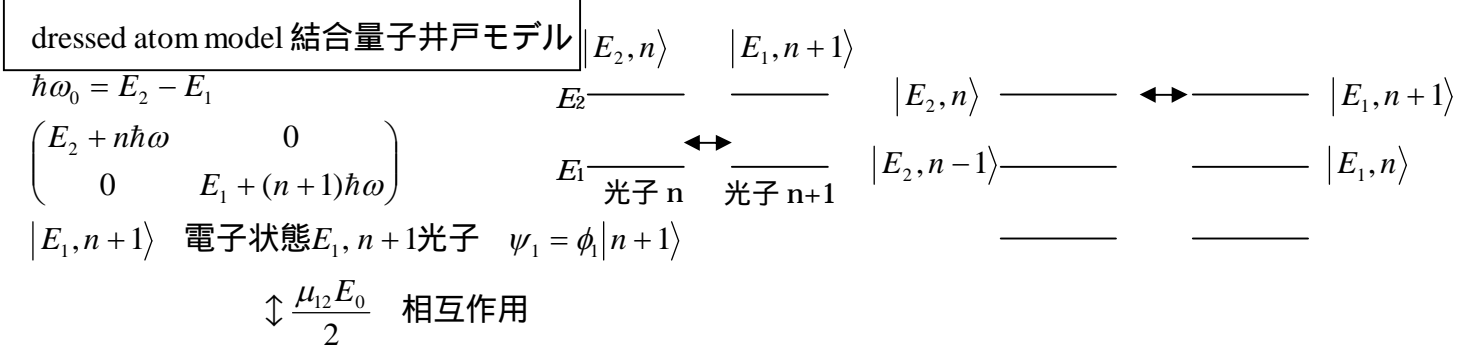 dressed atom model 結合量子井戸モデル
|E₂, n⟩ |E₁, n+1⟩
ħω₀ = E₂ − E₁
E2
E1
光子 n 光子 n+1
|E₂, n⟩ |E₁, n+1⟩
|E₂, n−1⟩ |E₁, n⟩
(E₂ + nħω 0
0 E₁ + (n+1)ħω)
|E₁, n+1⟩ 電子状態E₁, n+1光子 ψ₁ = ϕ₁|n+1⟩
↕ μ₁₂E₀/2 相互作用